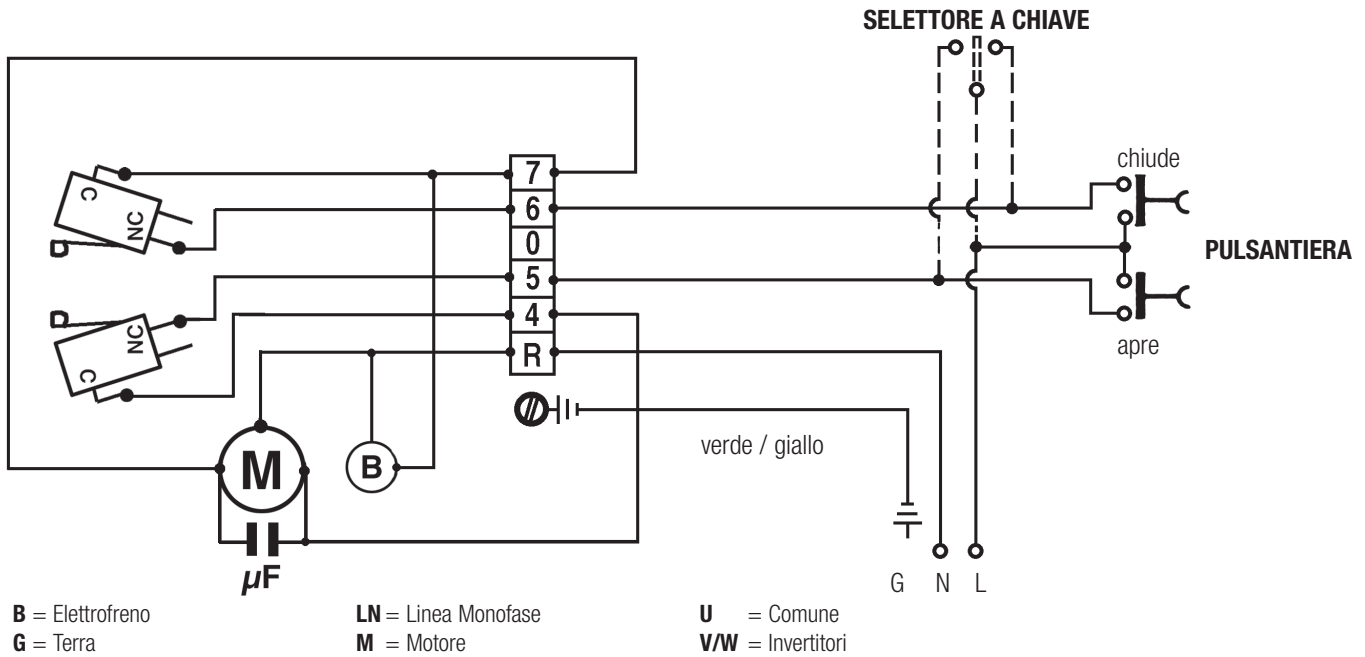 SELETTORE A CHIAVE
chiude
C
NC
7
6
0
5
4
R
PULSANTIERA
NC
C
apre
verde / giallo
M
B
µF
G N L
B = Elettrofreno LN = Linea Monofase U = Comune
G = Terra M = Motore V/W = Invertitori